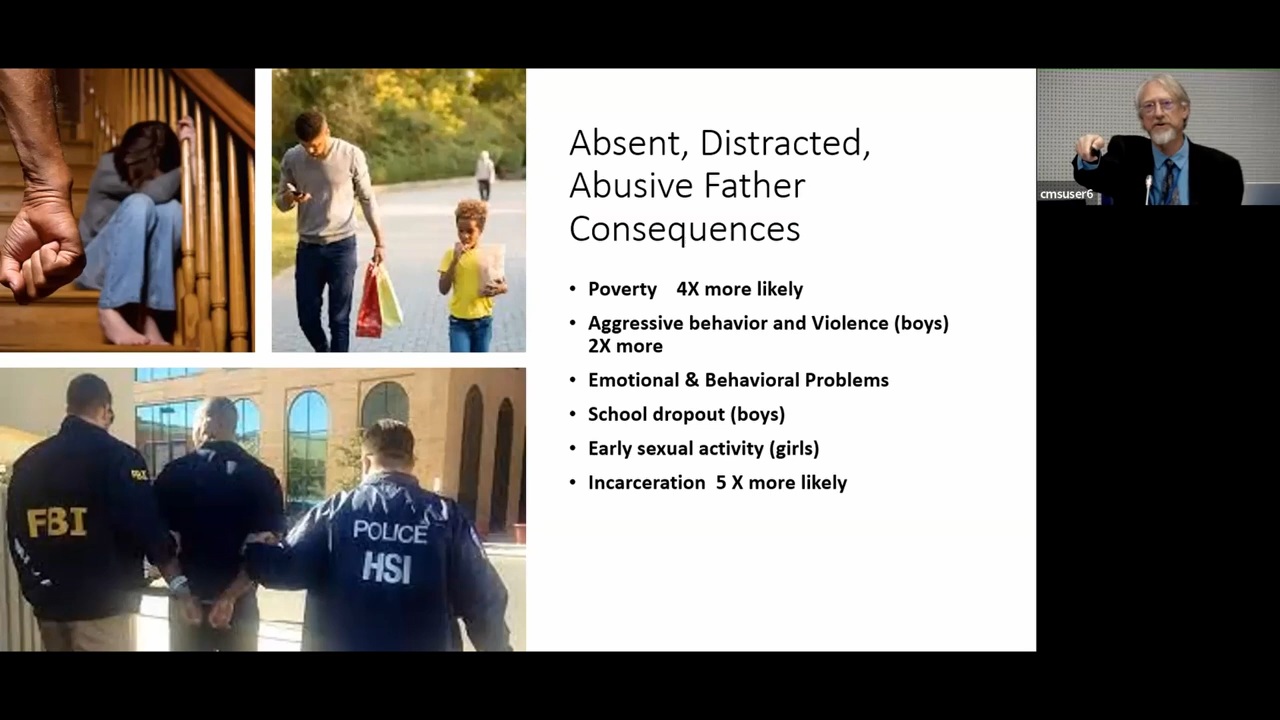 Absent, Distracted,
Abusive Father
Consequences
• Poverty 4X more likely
• Aggressive behavior and Violence (boys)
2X more
• Emotional & Behavioral Problems
• School dropout (boys)
• Early sexual activity (girls)
• Incarceration 5 X more likely
FBI
POLICE
HSI
cmsuser6